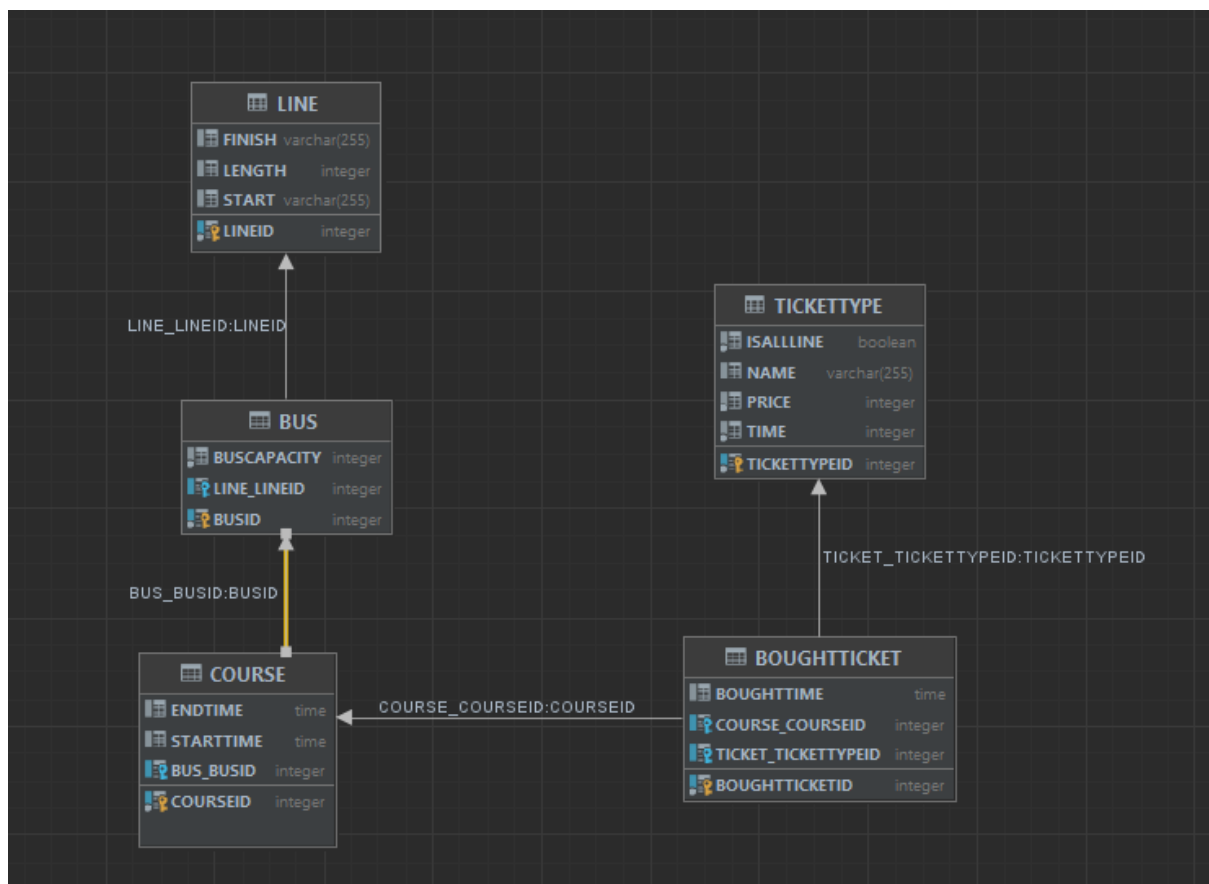 LINE
FINISH varchar(255)
LENGTH integer
START varchar(255)
LINEID integer
LINE_LINEID:LINEID
BUS
BUSCAPACITY integer
LINE_LINEID integer
BUSID integer
BUS_BUSID:BUSID
COURSE
ENDTIME time
STARTTIME time
BUS_BUSID integer
COURSEID integer
COURSE_COURSEID:COURSEID
TICKETTYPE
ISALLLINE boolean
NAME varchar(255)
PRICE integer
TIME integer
TICKETTYPEID integer
TICKET_TICKETTYPEID:TICKETTYPEID
BOUGHTTICKET
BOUGHTTIME time
COURSE_COURSEID integer
TICKET_TICKETTYPEID integer
BOUGHTTICKETID integer